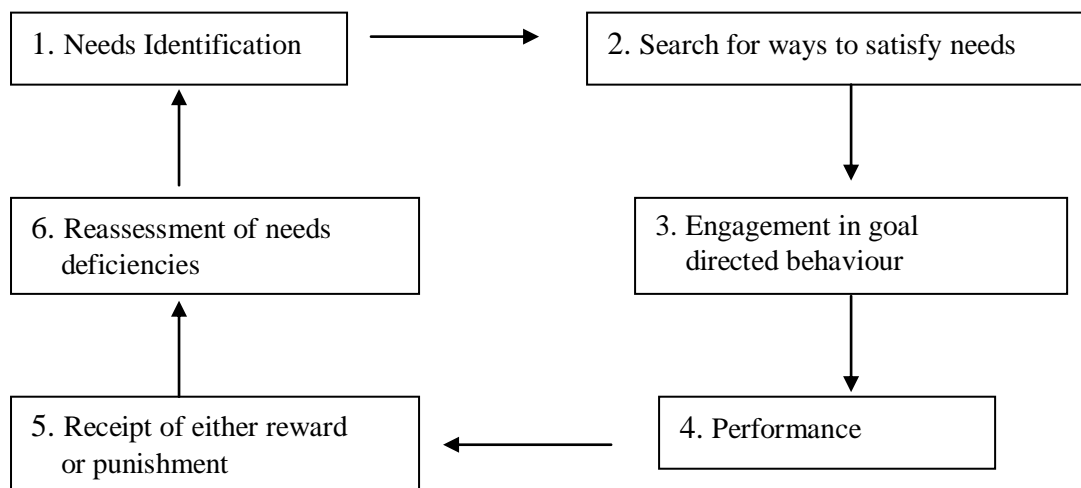 1. Needs Identification
2. Search for ways to satisfy needs
3. Engagement in goal
directed behaviour
4. Performance
5. Receipt of either reward
or punishment
6. Reassessment of needs
deficiencies